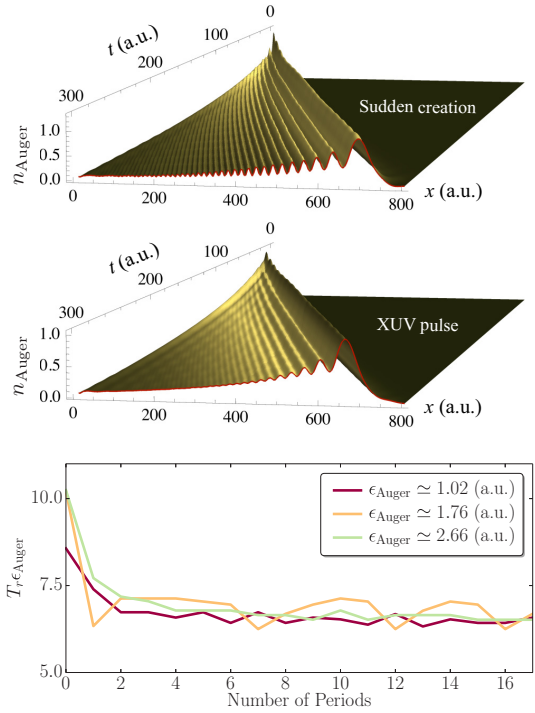 0
100
t (a.u.)
200
300
Sudden creation
1.0
0.5
0.0
n_Auger
0
200
400
600
800
x (a.u.)
0
100
t (a.u.)
200
300
XUV pulse
1.0
0.5
0.0
n_Auger
0
200
400
600
800
x (a.u.)
10.0
7.5
5.0
T_r ϵ_Auger
ϵ_Auger ≃ 1.02 (a.u.)
ϵ_Auger ≃ 1.76 (a.u.)
ϵ_Auger ≃ 2.66 (a.u.)
0 2 4 6 8 10 12 14 16
Number of Periods